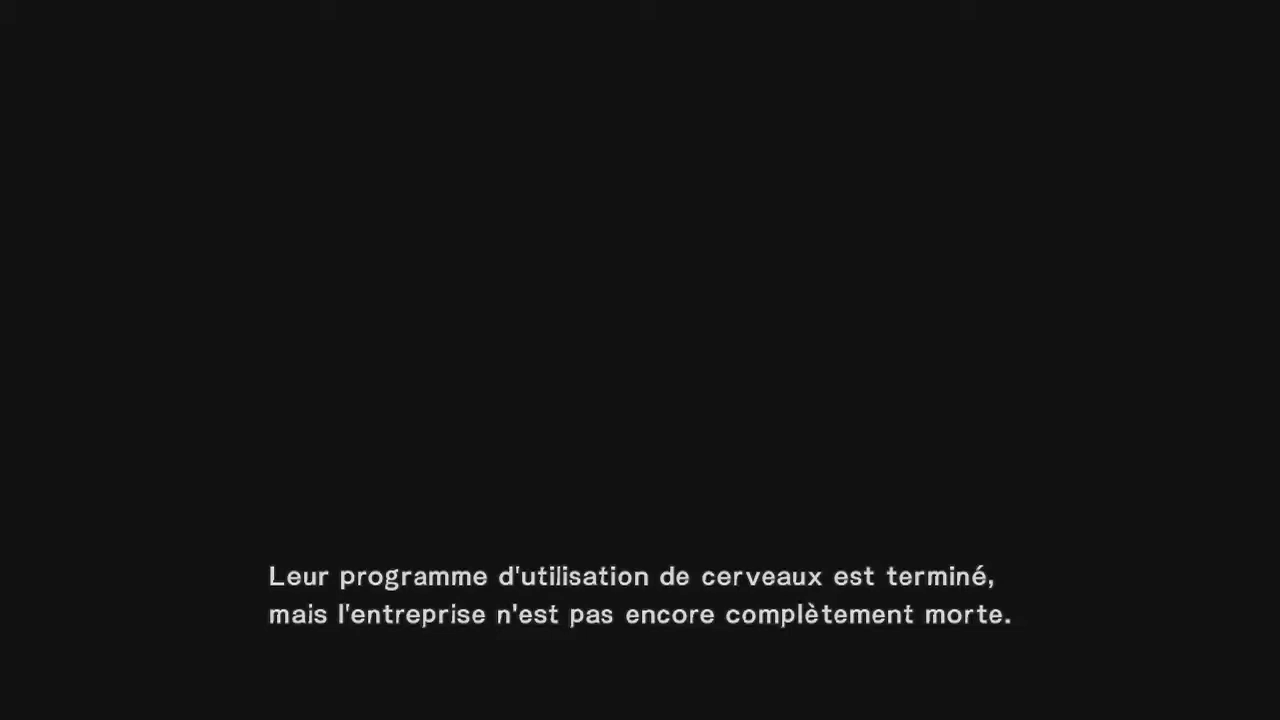 Leur programme d'utilisation de cerveaux est terminé,
mais l'entreprise n'est pas encore complètement morte.